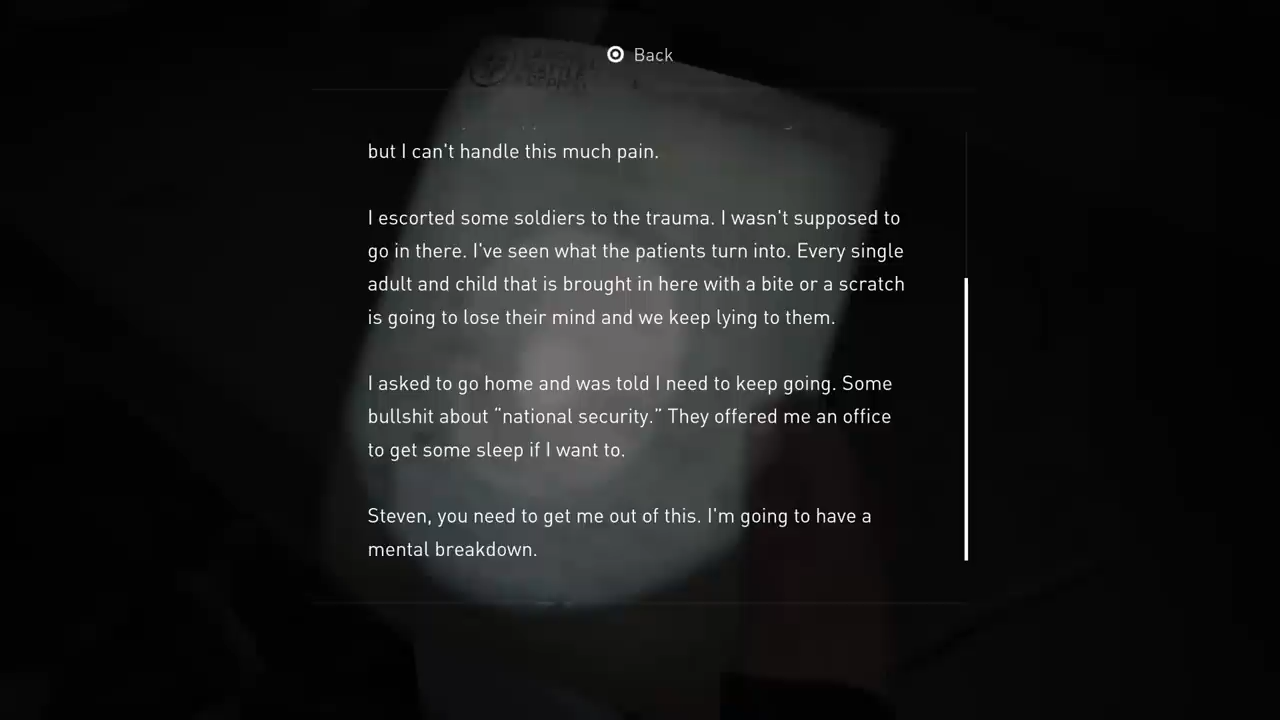 Back
but I can't handle this much pain.
I escorted some soldiers to the trauma. I wasn't supposed to
go in there. I've seen what the patients turn into. Every single
adult and child that is brought in here with a bite or a scratch
is going to lose their mind and we keep lying to them.
I asked to go home and was told I need to keep going. Some
bullshit about “national security.” They offered me an office
to get some sleep if I want to.
Steven, you need to get me out of this. I'm going to have a
mental breakdown.